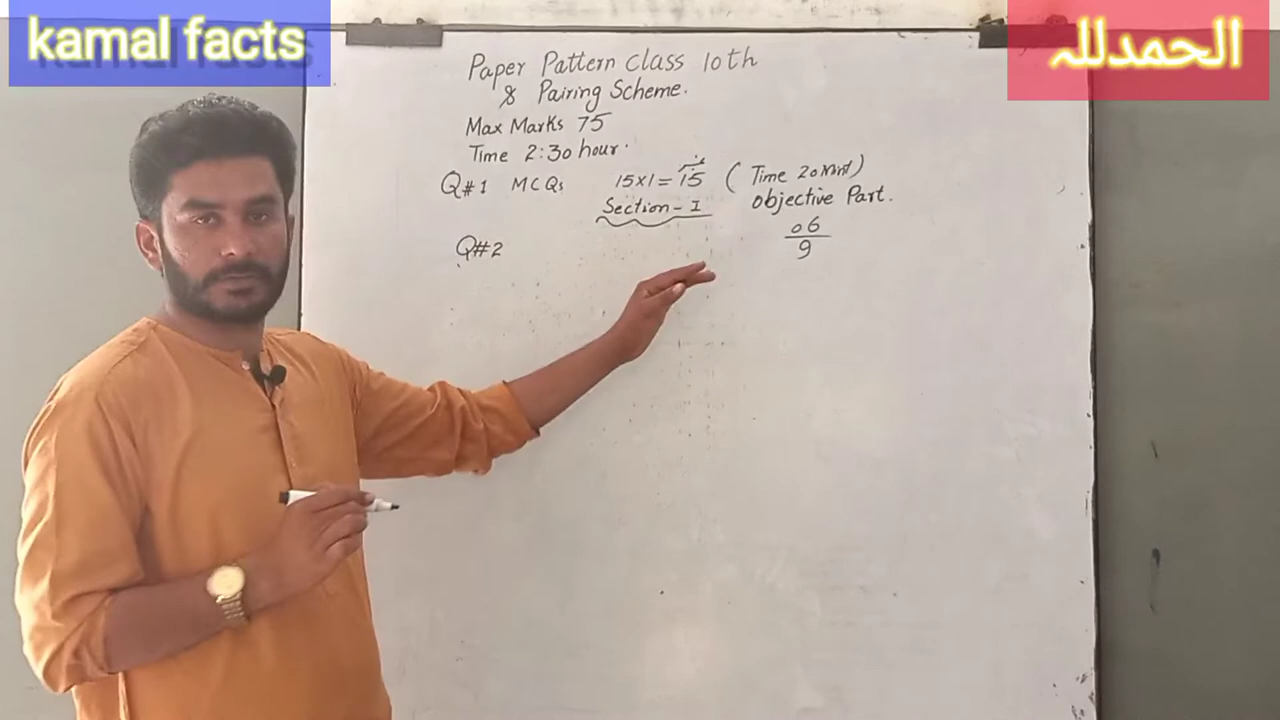 kamal facts
الحمدللہ
Paper Pattern Class 10th
& Pairing Scheme.
Max Marks 75
Time 2:30 hour.
Q#1 MCQs 15x1=15 (Time 20 Mint)
Section-I Objective Part.
Q#2 06
9